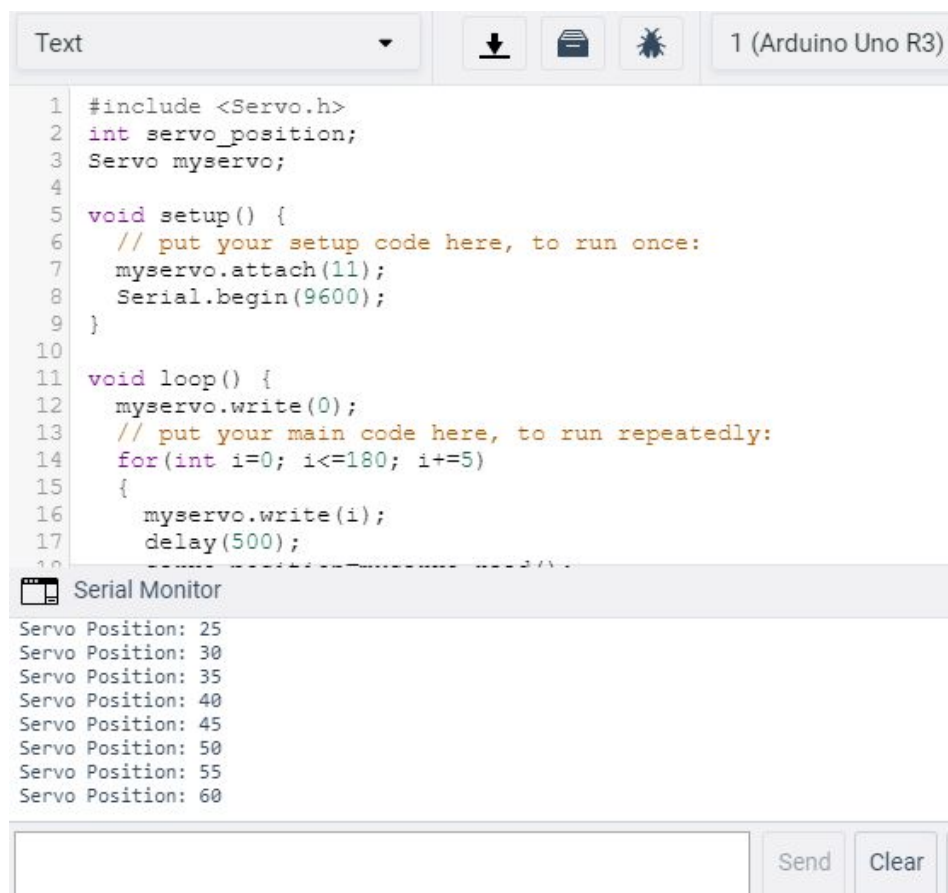 Text
1 (Arduino Uno R3)
1 #include <Servo.h>
2 int servo_position;
3 Servo myservo;
4
5 void setup() {
6 // put your setup code here, to run once:
7 myservo.attach(11);
8 Serial.begin(9600);
9 }
10
11 void loop() {
12 myservo.write(0);
13 // put your main code here, to run repeatedly:
14 for(int i=0; i<=180; i+=5)
15 {
16 myservo.write(i);
17 delay(500);
Serial Monitor
Servo Position: 25
Servo Position: 30
Servo Position: 35
Servo Position: 40
Servo Position: 45
Servo Position: 50
Servo Position: 55
Servo Position: 60
Send
Clear